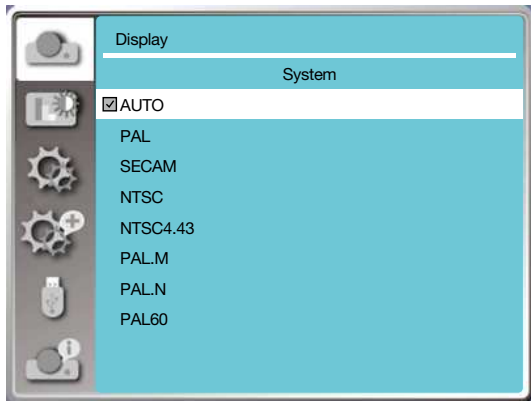 Display
System
AUTO
PAL
SECAM
NTSC
NTSC4.43
PAL.M
PAL.N
PAL60